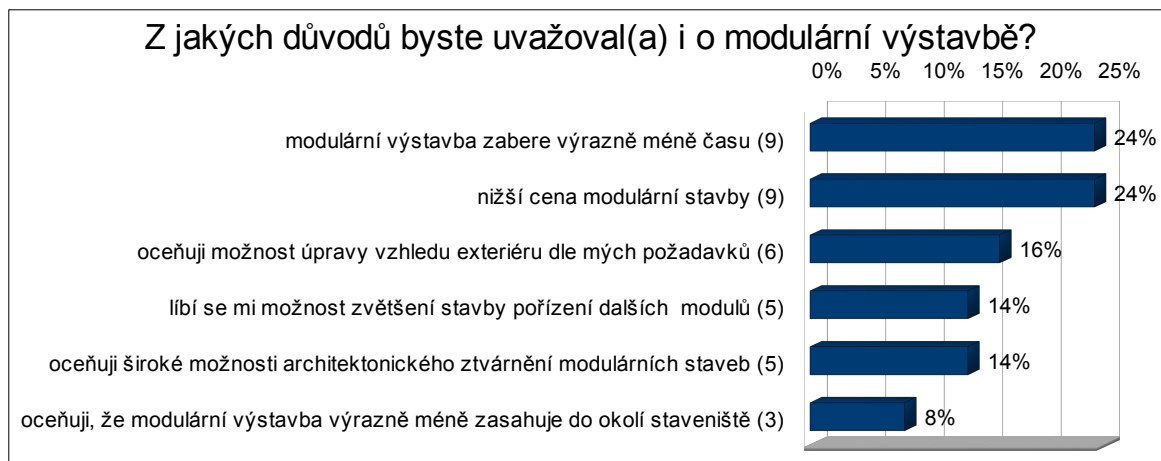 Z jakých důvodů byste uvažoval(a) i o modulární výstavbě?
0% 5% 10% 15% 20% 25%
modulární výstavba zabere výrazně méně času (9) 24%
nižší cena modulární stavby (9) 24%
oceňuji možnost úpravy vzhledu exteriéru dle mých požadavků (6) 16%
líbí se mi možnost zvětšení stavby pořízení dalších  modulů (5) 14%
oceňuji široké možnosti architektonického ztvárnění modulárních staveb (5) 14%
oceňuji, že modulární výstavba výrazně méně zasahuje do okolí staveniště (3) 8%